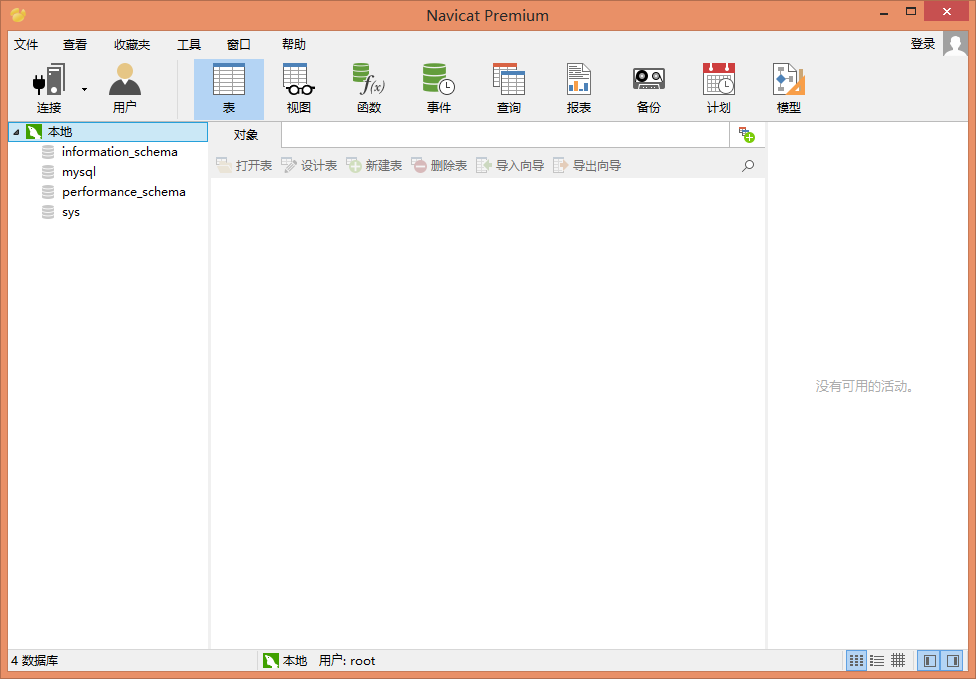 Navicat Premium
文件 查看 收藏夹 工具 窗口 帮助 登录
连接 用户 表 视图 函数 事件 查询 报表 备份 计划 模型
本地 对象
information_schema
打开表 设计表 新建表 删除表 导入向导 导出向导
mysql
performance_schema
sys
没有可用的活动。
4 数据库 本地 用户: root